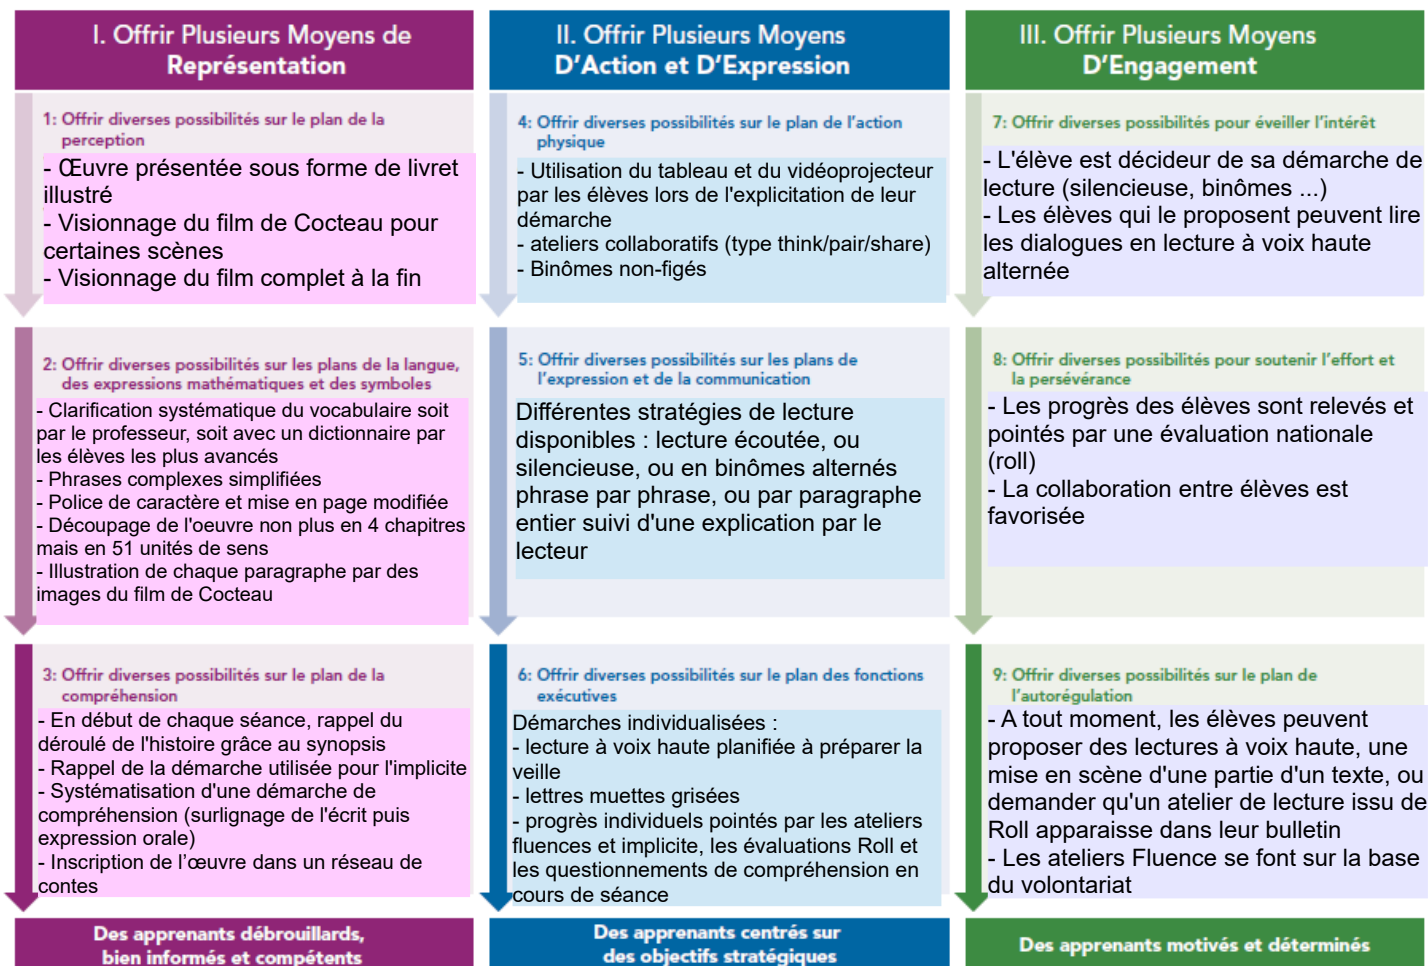 I. Offrir Plusieurs Moyens de
Représentation
1: Offrir diverses possibilités sur le plan de la
perception
- Œuvre présentée sous forme de livret
illustré
- Visionnage du film de Cocteau pour
certaines scènes
- Visionnage du film complet à la fin
2: Offrir diverses possibilités sur les plans de la langue,
des expressions mathématiques et des symboles
- Clarification systématique du vocabulaire soit
par le professeur, soit avec un dictionnaire par
les élèves les plus avancés
- Phrases complexes simplifiées
- Police de caractère et mise en page modifiée
- Découpage de l'oeuvre non plus en 4 chapitres
mais en 51 unités de sens
- Illustration de chaque paragraphe par des
images du film de Cocteau
3: Offrir diverses possibilités sur le plan de la
compréhension
- En début de chaque séance, rappel du
déroulé de l'histoire grâce au synopsis
- Rappel de la démarche utilisée pour l'implicite
- Systématisation d'une démarche de
compréhension (surlignage de l'écrit puis
expression orale)
- Inscription de l’œuvre dans un réseau de
contes
Des apprenants débrouillards,
bien informés et compétents
II. Offrir Plusieurs Moyens
D’Action et D’Expression
4: Offrir diverses possibilités sur le plan de l’action
physique
- Utilisation du tableau et du vidéoprojecteur
par les élèves lors de l'explicitation de leur
démarche
- ateliers collaboratifs (type think/pair/share)
- Binômes non-figés
5: Offrir diverses possibilités sur les plans de
l’expression et de la communication
Différentes stratégies de lecture
disponibles : lecture écoutée, ou
silencieuse, ou en binômes alternés
phrase par phrase, ou par paragraphe
entier suivi d'une explication par le
lecteur
6: Offrir diverses possibilités sur le plan des fonctions
exécutives
Démarches individualisées :
- lecture à voix haute planifiée à préparer la
veille
- lettres muettes grisées
- progrès individuels pointés par les ateliers
fluences et implicite, les évaluations Roll et
les questionnements de compréhension en
cours de séance
Des apprenants centrés sur
des objectifs stratégiques
III. Offrir Plusieurs Moyens
D’Engagement
7: Offrir diverses possibilités pour éveiller l’intérêt
- L'élève est décideur de sa démarche de
lecture (silencieuse, binômes ...)
- Les élèves qui le proposent peuvent lire
les dialogues en lecture à voix haute
alternée
8: Offrir diverses possibilités pour soutenir l’effort et
la persévérance
- Les progrès des élèves sont relevés et
pointés par une évaluation nationale
(roll)
- La collaboration entre élèves est
favorisée
9: Offrir diverses possibilités sur le plan de
l’autorégulation
- A tout moment, les élèves peuvent
proposer des lectures à voix haute, une
mise en scène d'une partie d'un texte, ou
demander qu'un atelier de lecture issu de
Roll apparaisse dans leur bulletin
- Les ateliers Fluence se font sur la base
du volontariat
Des apprenants motivés et déterminés